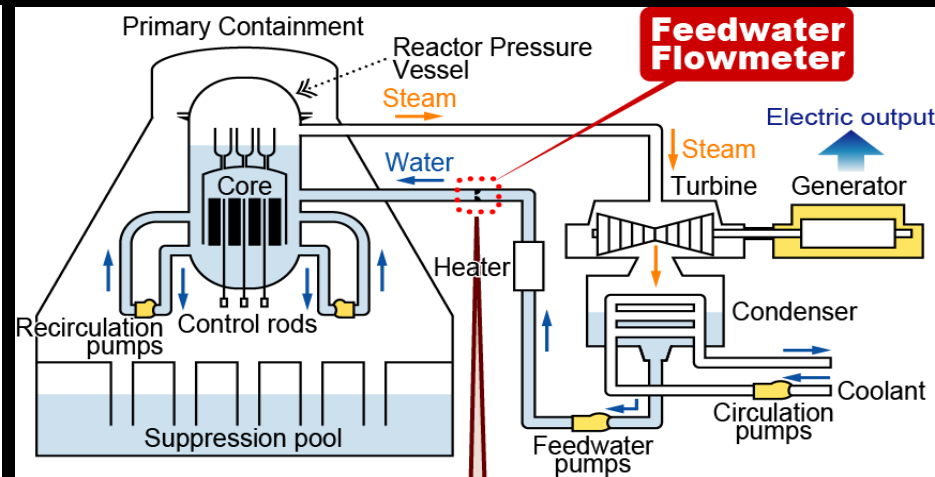 Primary Containment
Feedwater
Flowmeter
Reactor Pressure
Vessel
Steam
Electric output
Steam
Water
Turbine
Generator
Core
Heater
Condenser
Recirculation
pumps
Control rods
Coolant
Circulation
pumps
Suppression pool
Feedwater
pumps